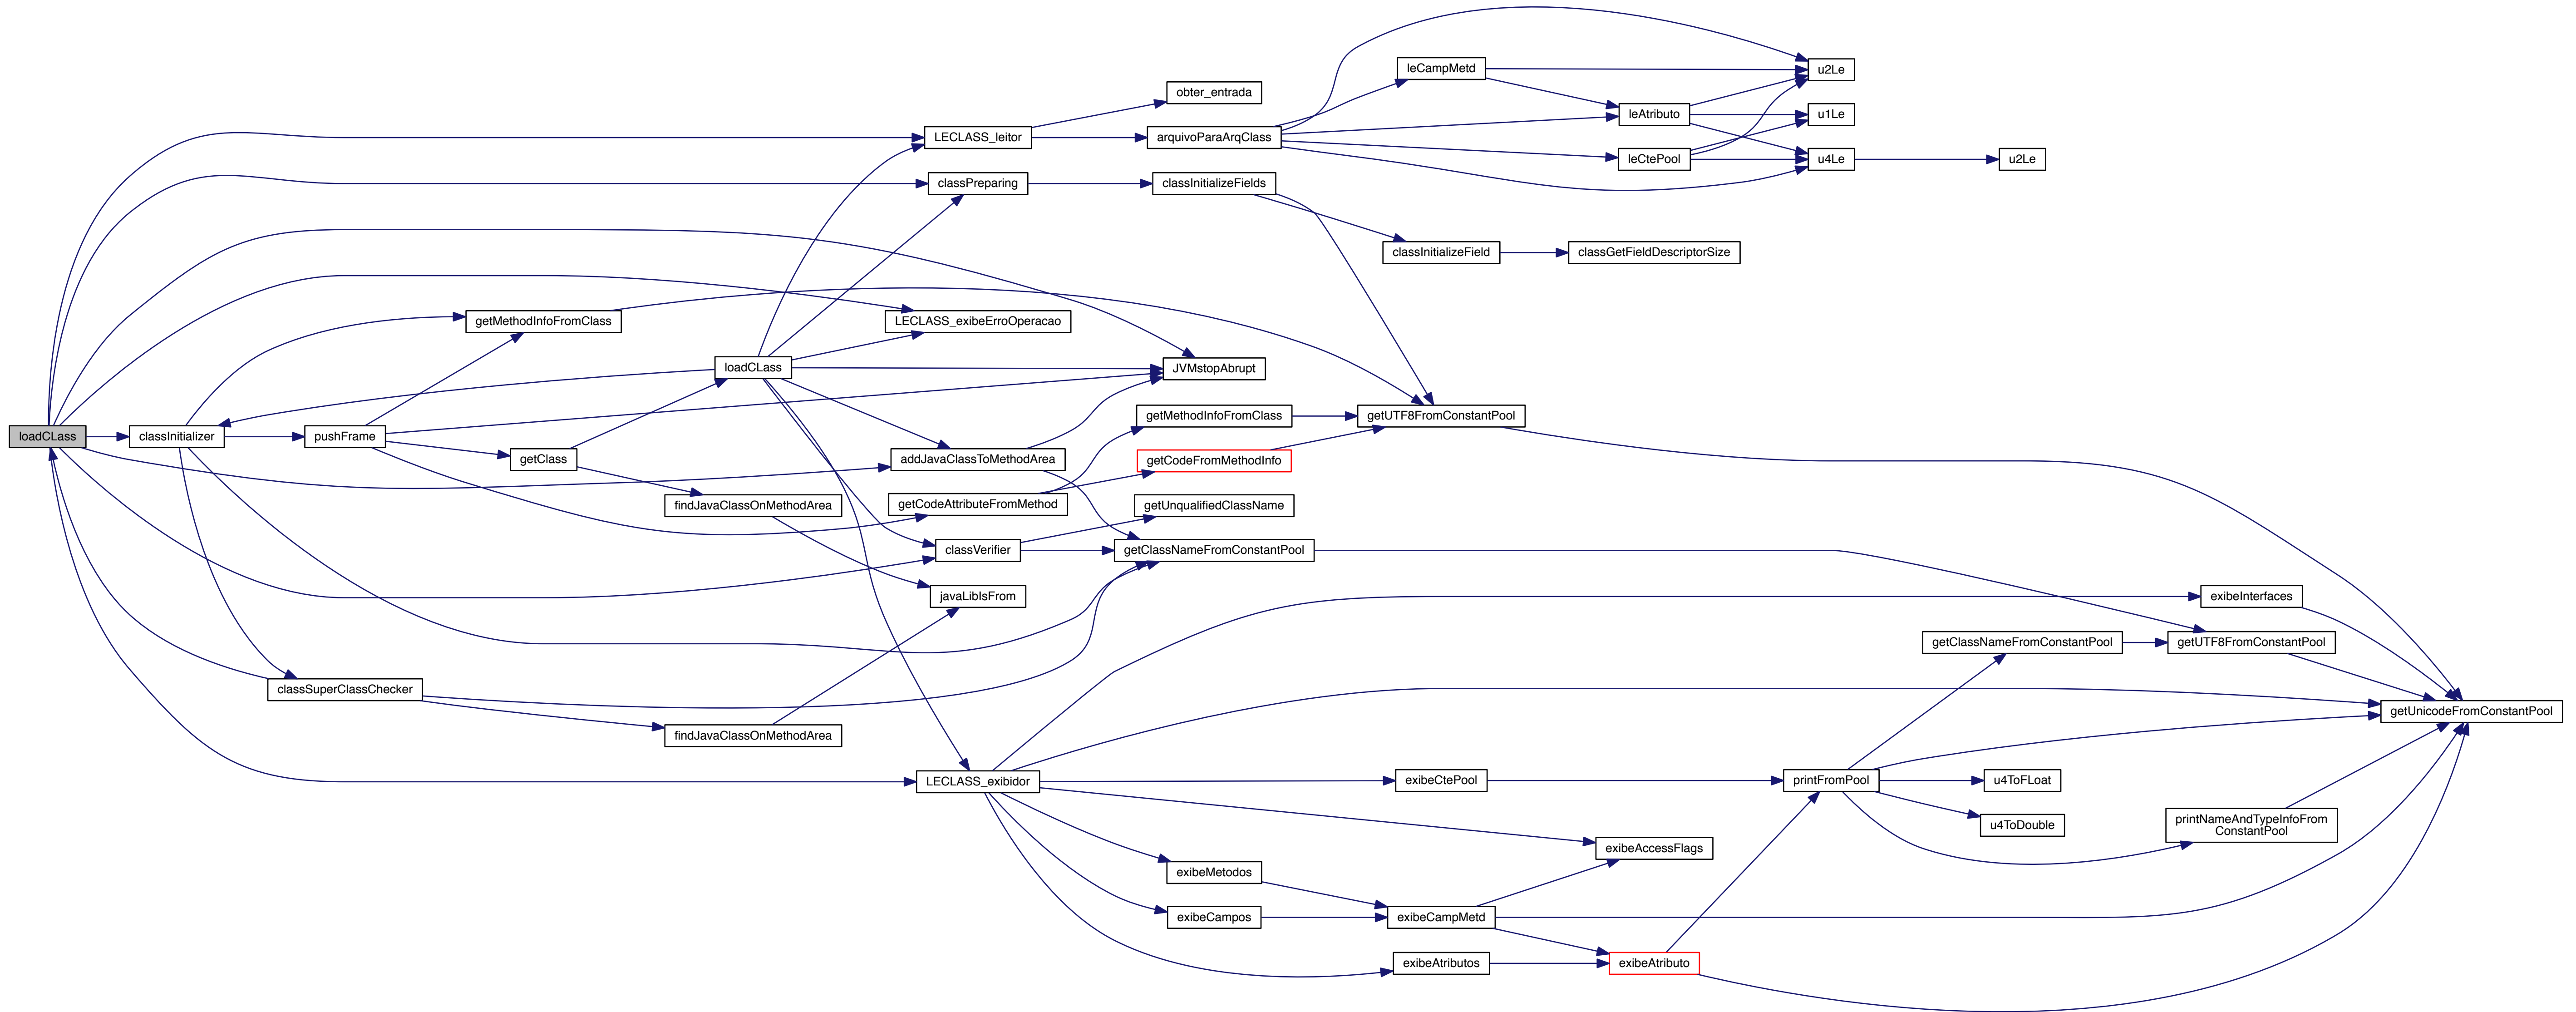 leCampMetd
u2Le
obter_entrada
leAtributo
u1Le
LECLASS_leitor
arquivoParaArqClass
leCtePool
u4Le
u2Le
classPreparing
classInitializeFields
classInitializeField
classGetFieldDescriptorSize
getMethodInfoFromClass
LECLASS_exibeErroOperacao
loadCLass
JVMstopAbrupt
getMethodInfoFromClass
getUTF8FromConstantPool
loadCLass
classInitializer
pushFrame
getClass
addJavaClassToMethodArea
getCodeFromMethodInfo
findJavaClassOnMethodArea
getCodeAttributeFromMethod
getUnqualifiedClassName
classVerifier
getClassNameFromConstantPool
javaLibIsFrom
exibeInterfaces
getClassNameFromConstantPool
getUTF8FromConstantPool
classSuperClassChecker
getUnicodeFromConstantPool
findJavaClassOnMethodArea
LECLASS_exibidor
exibeCtePool
printFromPool
u4ToFLoat
u4ToDouble
printNameAndTypeInfoFrom
ConstantPool
exibeAccessFlags
exibeMetodos
exibeCampos
exibeCampMetd
exibeAtributos
exibeAtributo